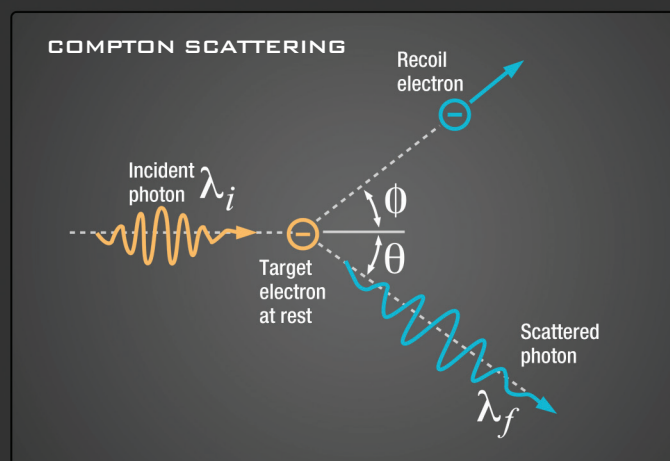 COMPTON SCATTERING
Recoil
electron
Incident
photon λi
ϕ
θ
Target
electron
at rest
Scattered
photon
λf